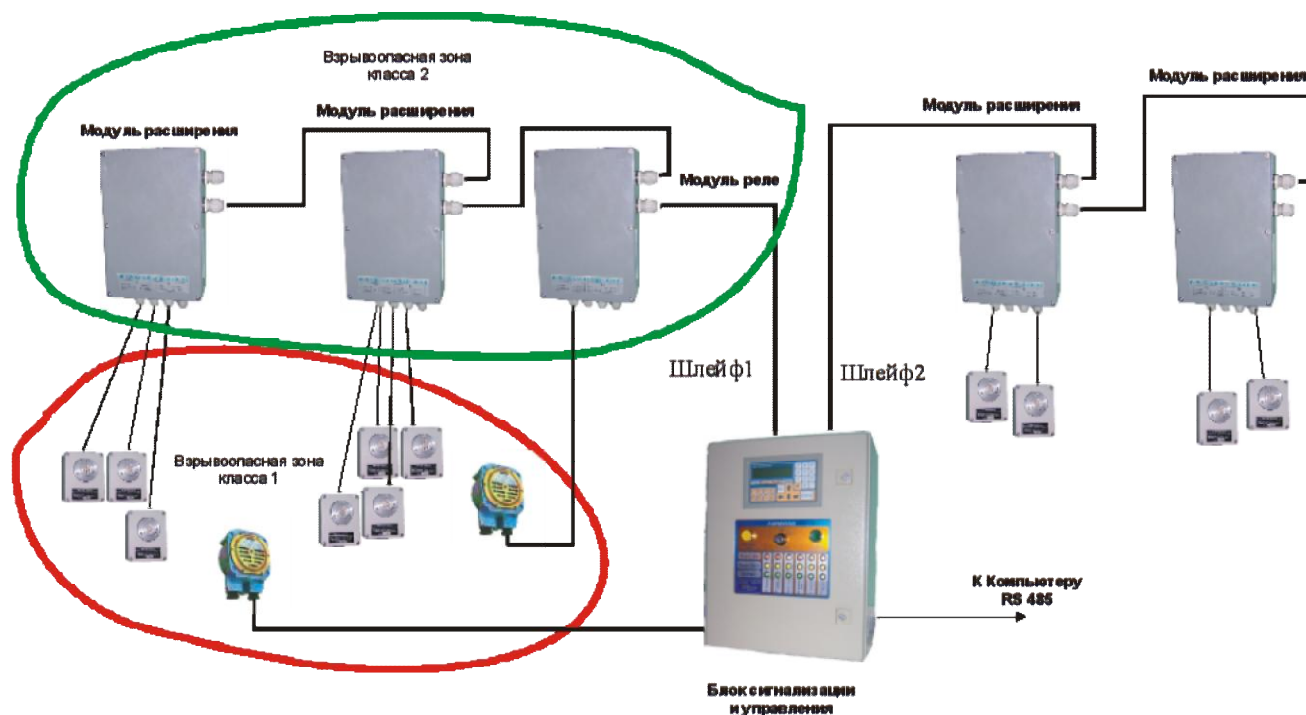 Взрывоопасная зона
класса 2
Модуль расширения
Модуль расширения
Модуль расширения
Модуль расширения
Модуль реле
Шлейф1
Шлейф2
Взрывоопасная зона
класса 1
К Компьютеру
RS 485
Блок сигнализации
и управления